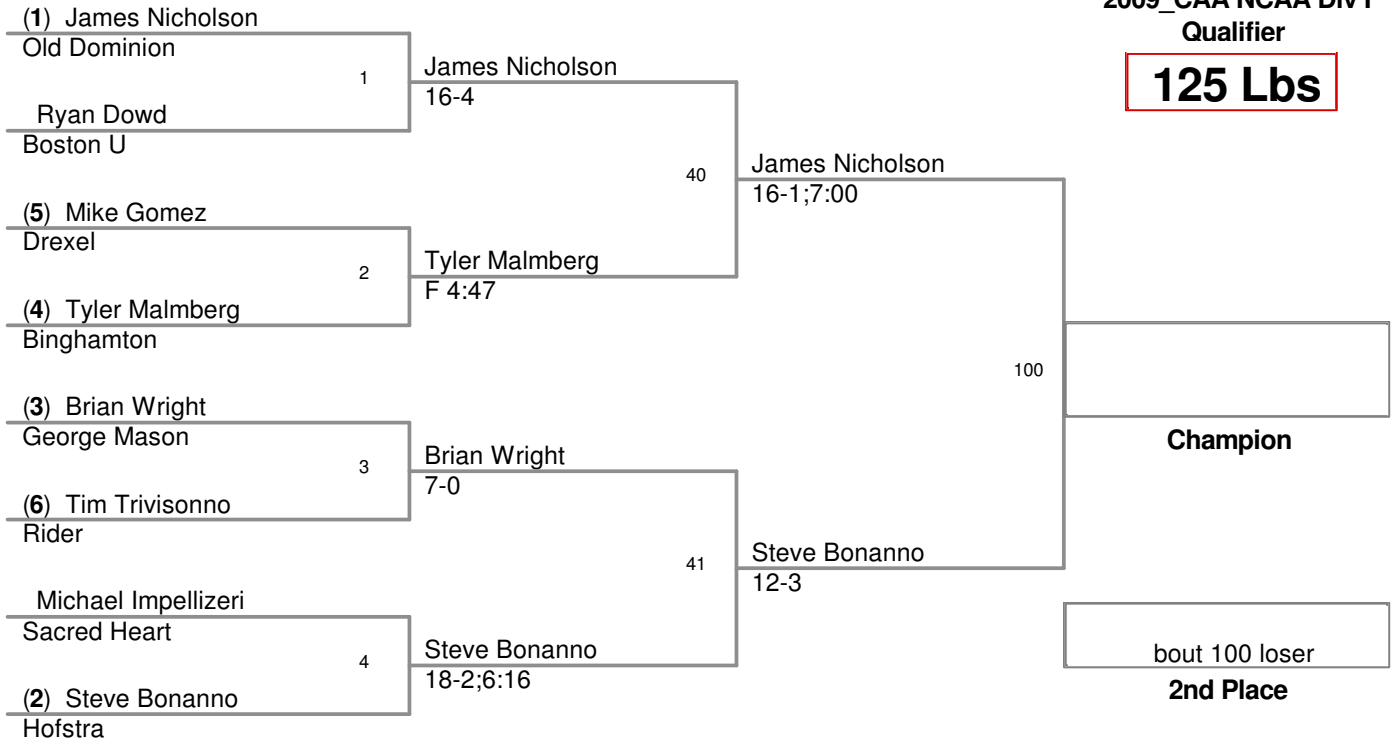 2009_CAA NCAA Div I
Qualifier
125 Lbs
(1) James Nicholson
Old Dominion
1
Ryan Dowd
Boston U
James Nicholson
16-4
(5) Mike Gomez
Drexel
2
(4) Tyler Malmberg
Binghamton
Tyler Malmberg
F 4:47
40
James Nicholson
16-1;7:00
(3) Brian Wright
George Mason
3
(6) Tim Trivisonno
Rider
Brian Wright
7-0
Michael Impellizeri
Sacred Heart
4
(2) Steve Bonanno
Hofstra
Steve Bonanno
18-2;6:16
41
Steve Bonanno
12-3
100
Champion
bout 100 loser
2nd Place